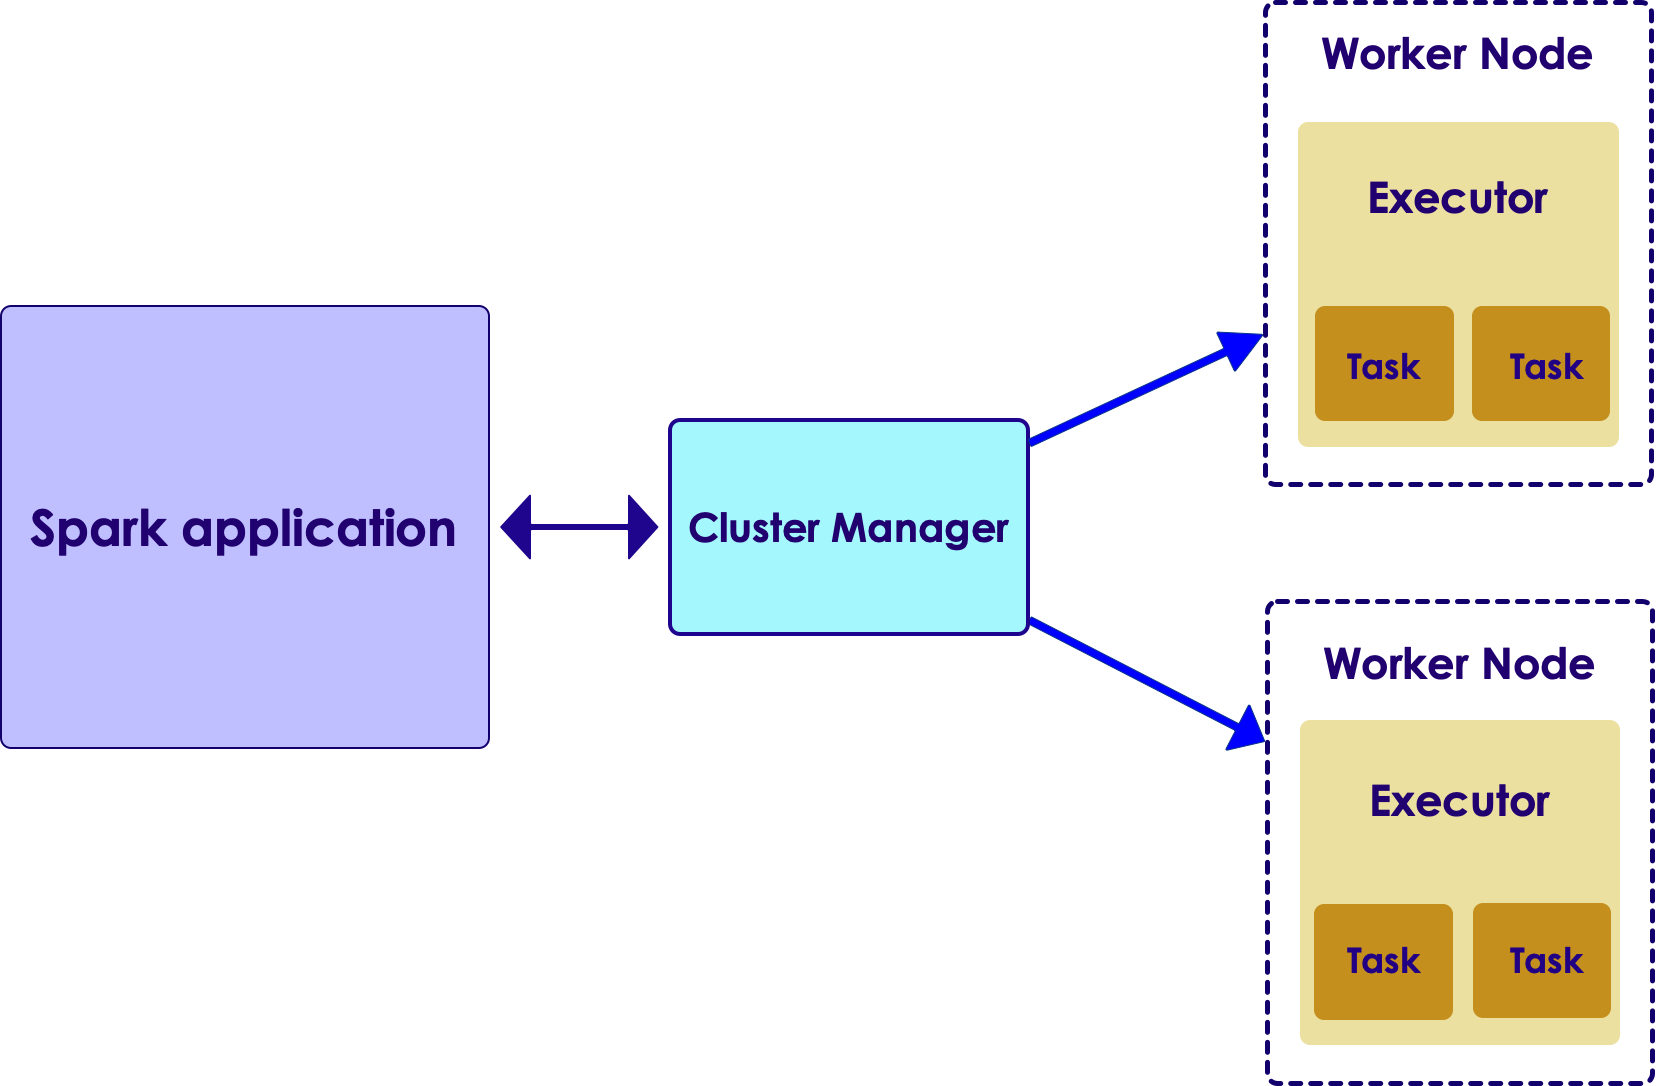 Spark application
Cluster Manager
Worker Node
Executor
Task
Task
Worker Node
Executor
Task
Task